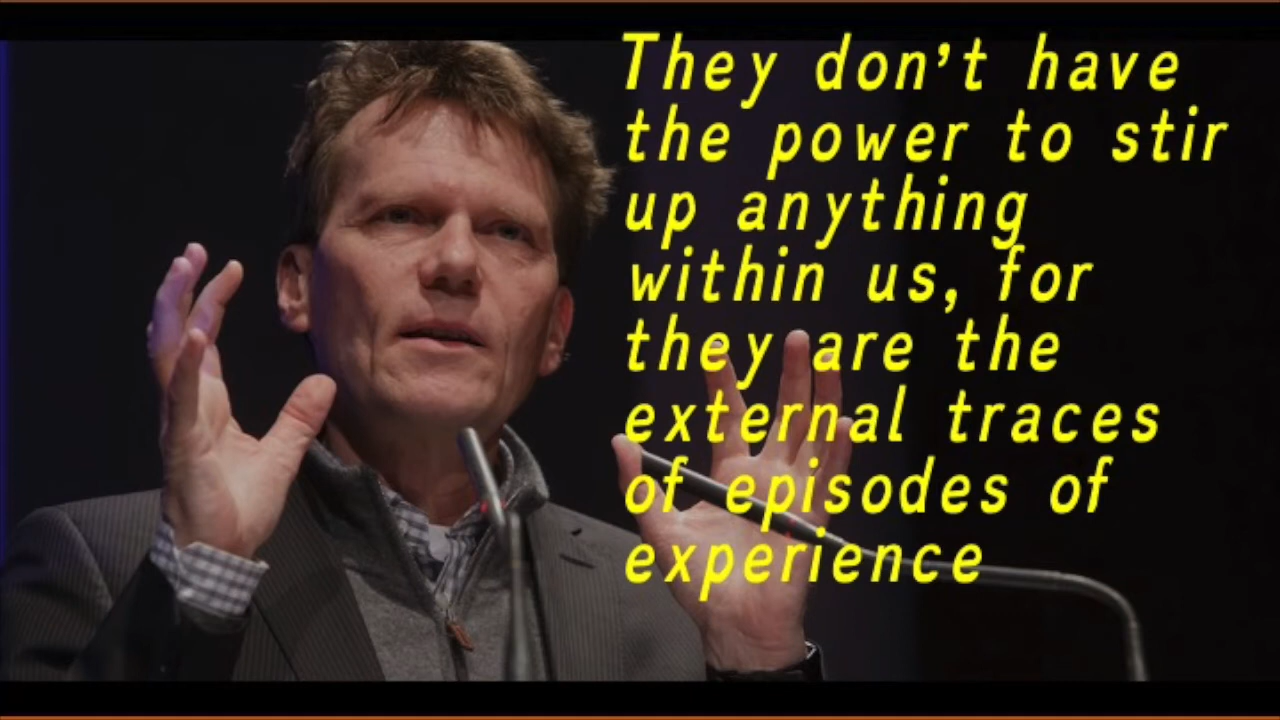 They don't have
the power to stir
up anything
within us, for
they are the
external traces
of episodes of
experience